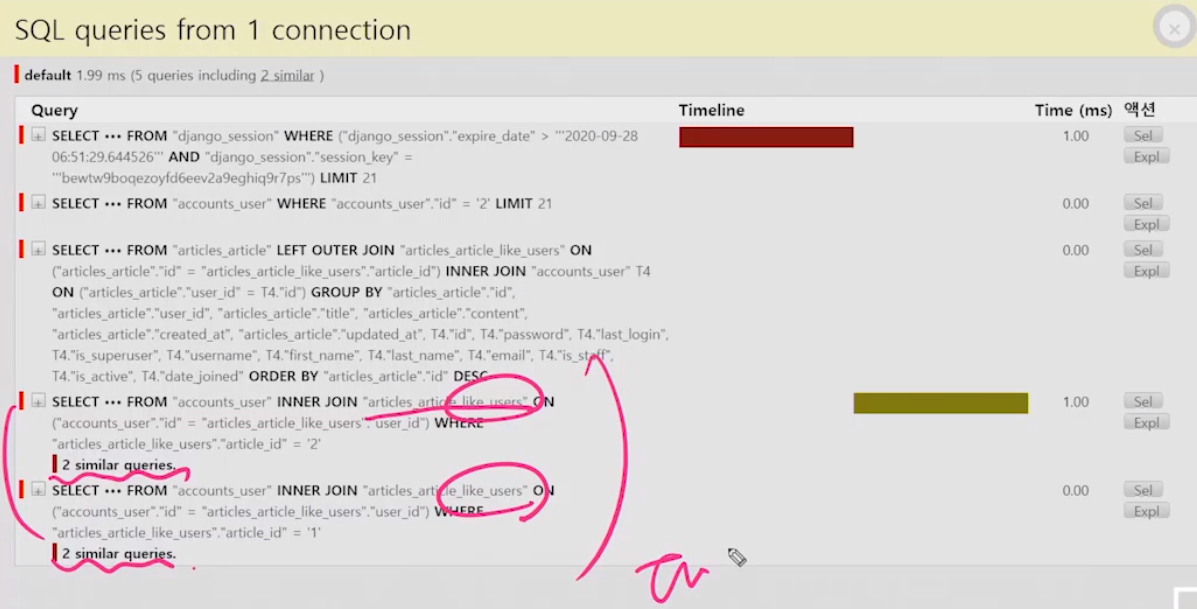 SQL queries from 1 connection
default 1.99 ms (5 queries including 2 similar )
Query Timeline Time (ms) 액션
SELECT ••• FROM "django_session" WHERE ("django_session"."expire_date" > '''2020-09-28 1.00 Sel
06:51:29.644526''' AND "django_session"."session_key" = Expl
'''bewtw9boqezoyfd6eev2a9eghiq9r7ps''') LIMIT 21
SELECT ••• FROM "accounts_user" WHERE "accounts_user"."id" = '2' LIMIT 21 0.00 Sel
Expl
SELECT ••• FROM "articles_article" LEFT OUTER JOIN "articles_article_like_users" ON 0.00 Sel
("articles_article"."id" = "articles_article_like_users"."article_id") INNER JOIN "accounts_user" T4 Expl
ON ("articles_article"."user_id" = T4."id") GROUP BY "articles_article"."id",
"articles_article"."user_id", "articles_article"."title", "articles_article"."content",
"articles_article"."created_at", "articles_article"."updated_at", T4."id", T4."password", T4."last_login",
T4."is_superuser", T4."username", T4."first_name", T4."last_name", T4."email", T4."is_staff",
T4."is_active", T4."date_joined" ORDER BY "articles_article"."id" DESC
SELECT ••• FROM "accounts_user" INNER JOIN "articles_article_like_users" ON 1.00 Sel
("accounts_user"."id" = "articles_article_like_users"."user_id") WHERE Expl
"articles_article_like_users"."article_id" = '2'
2 similar queries.
SELECT ••• FROM "accounts_user" INNER JOIN "articles_article_like_users" ON 0.00 Sel
("accounts_user"."id" = "articles_article_like_users"."user_id") WHERE Expl
"articles_article_like_users"."article_id" = '1'
2 similar queries.